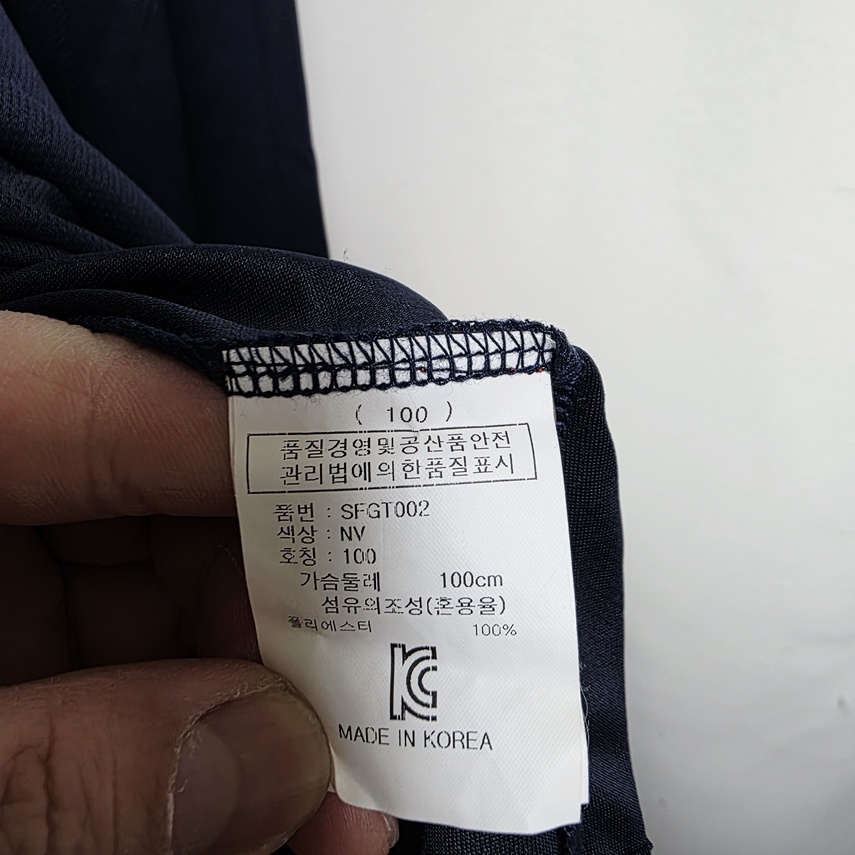 ( 100 )
품질경영및공산품안전
관리법에의한품질표시
품번 : SFGT002
색상 : NV
호칭 : 100
가슴둘레 100cm
섬유의조성(혼용율)
폴리에스터 100%
KC
MADE IN KOREA